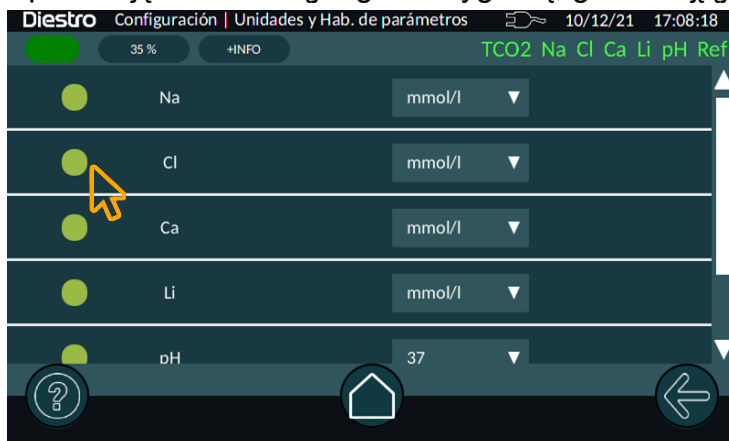 Diestro Configuración | Unidades y Hab. de parámetros 10/12/21 17:08:18
35 % +INFO TCO2 Na Cl Ca Li pH Ref
Na mmol/l ▼
Cl mmol/l ▼
Ca mmol/l ▼
Li mmol/l ▼
pH 37 ▼
?